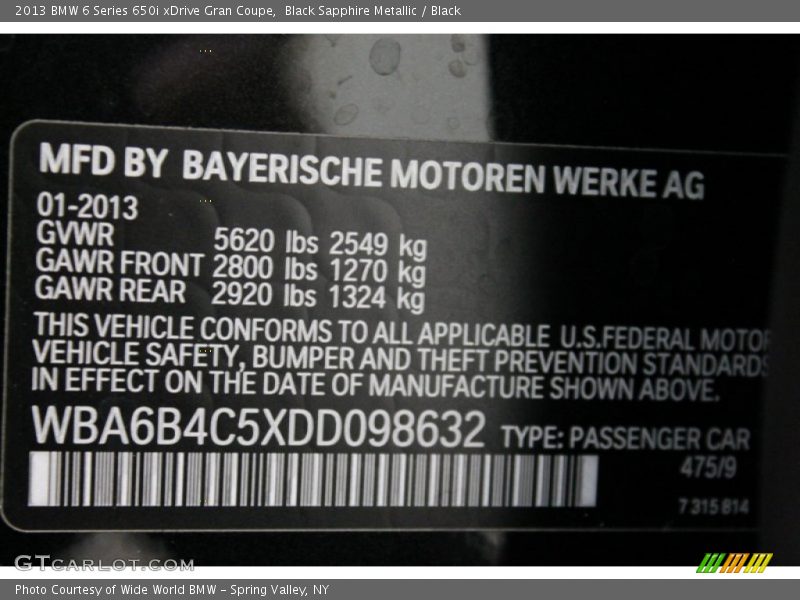 2013 BMW 6 Series 650i xDrive Gran Coupe,  Black Sapphire Metallic / Black
MFD BY BAYERISCHE MOTOREN WERKE AG
01-2013
GVWR 5620 lbs 2549 kg
GAWR FRONT 2800 lbs 1270 kg
GAWR REAR 2920 lbs 1324 kg
THIS VEHICLE CONFORMS TO ALL APPLICABLE U.S.FEDERAL MOTOR
VEHICLE SAFETY, BUMPER AND THEFT PREVENTION STANDARDS
IN EFFECT ON THE DATE OF MANUFACTURE SHOWN ABOVE.
WBA6B4C5XDD098632 TYPE: PASSENGER CAR
475/9
7 315 814
GTCARLOT.COM
Photo Courtesy of Wide World BMW – Spring Valley, NY